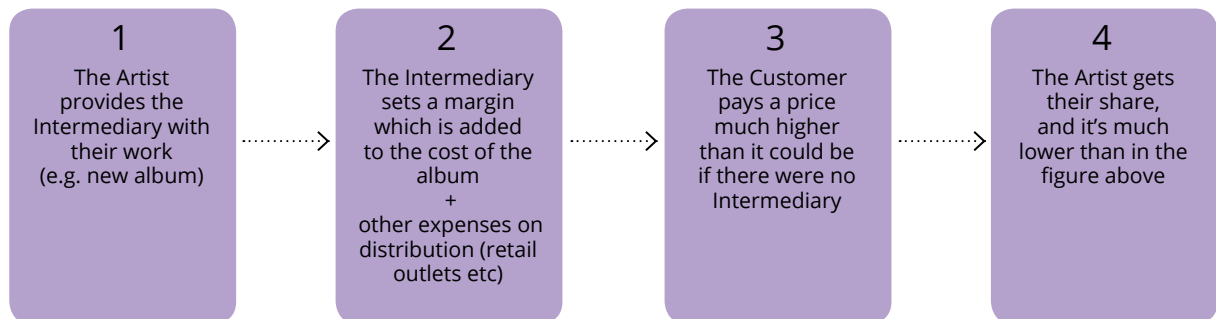 1
The Artist
provides the
Intermediary with
their work
(e.g. new album)
2
The Intermediary
sets a margin
which is added
to the cost of the
album
+
other expenses on
distribution (retail
outlets etc)
3
The Customer
pays a price
much higher
than it could be
if there were no
Intermediary
4
The Artist gets
their share,
and it’s much
lower than in the
figure above